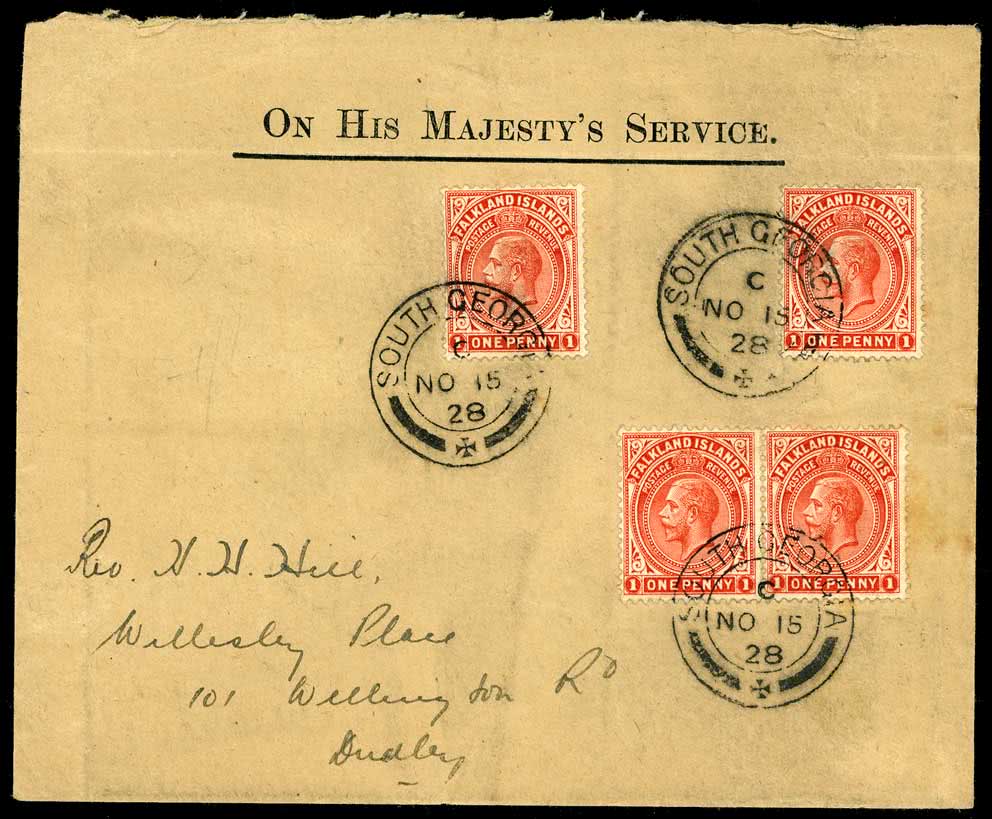 ON HIS MAJESTY'S SERVICE.
FALKLAND ISLANDS
POSTAGE REVENUE
1 ONE PENNY 1
SOUTH GEORGIA
C
NO 15
28
FALKLAND ISLANDS
POSTAGE REVENUE
1 ONE PENNY 1
SOUTH GEORGIA
C
NO 15
28
FALKLAND ISLANDS
POSTAGE REVENUE
1 ONE PENNY 1
FALKLAND ISLANDS
POSTAGE REVENUE
1 ONE PENNY 1
SOUTH GEORGIA
C
NO 15
28
Rev. H. H. Hill,
Wellesley Place
101 Wellington Rd
Dudley